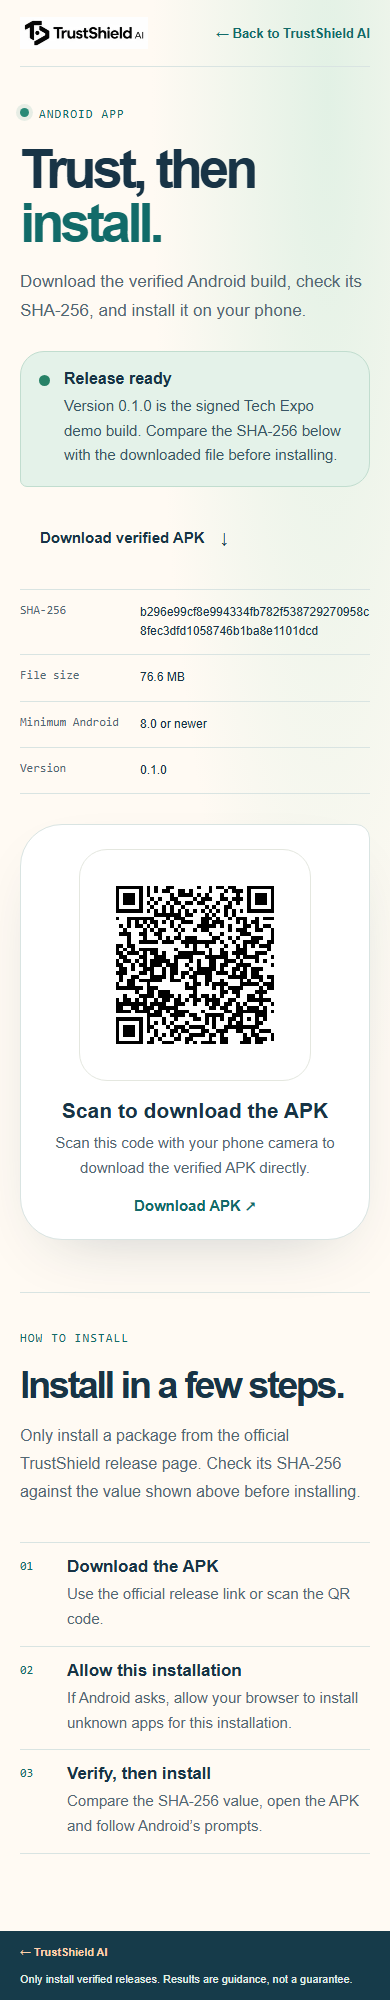 TrustShield AI
← Back to TrustShield AI
ANDROID APP
Trust, then
install.
Download the verified Android build, check its
SHA-256, and install it on your phone.
Release ready
Version 0.1.0 is the signed Tech Expo
demo build. Compare the SHA-256 below
with the downloaded file before installing.
Download verified APK ↓
SHA-256
b296e99cf8e994334fb782f538729270958c
8fec3dfd1058746b1ba8e1101dcd
File size
76.6 MB
Minimum Android
8.0 or newer
Version
0.1.0
Scan to download the APK
Scan this code with your phone camera to
download the verified APK directly.
Download APK ↗
HOW TO INSTALL
Install in a few steps.
Only install a package from the official
TrustShield release page. Check its SHA-256
against the value shown above before installing.
01
Download the APK
Use the official release link or scan the QR
code.
02
Allow this installation
If Android asks, allow your browser to install
unknown apps for this installation.
03
Verify, then install
Compare the SHA-256 value, open the APK
and follow Android's prompts.
← TrustShield AI
Only install verified releases. Results are guidance, not a guarantee.